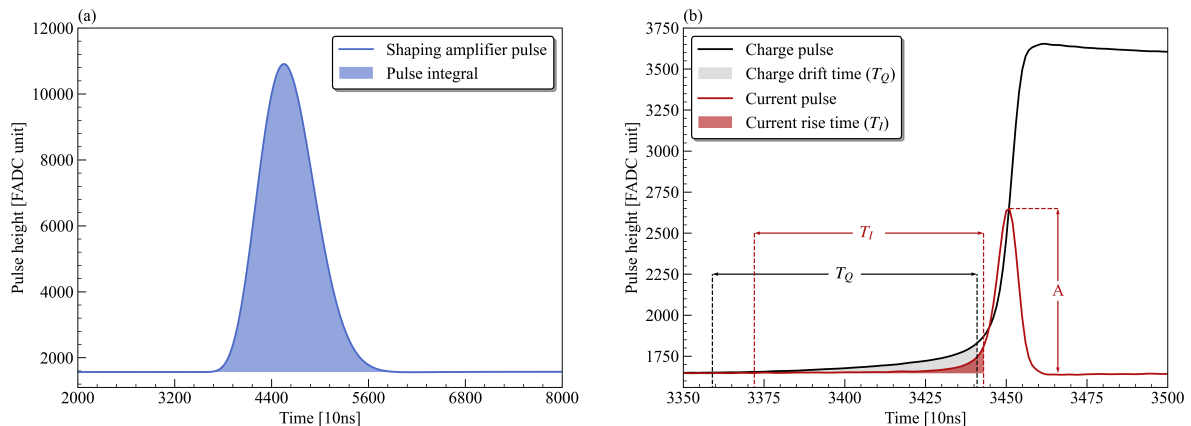 (a)
Pulse height [FADC unit]
12000
10000
8000
6000
4000
2000
Shaping amplifier pulse
Pulse integral
2000 3200 4400 5600 6800 8000
Time [10ns]
(b)
Pulse height [FADC unit]
3750
3500
3250
3000
2750
2500
2250
2000
1750
Charge pulse
Charge drift time (T_Q)
Current pulse
Current rise time (T_I)
T_I
T_Q
A
3350 3375 3400 3425 3450 3475 3500
Time [10ns]